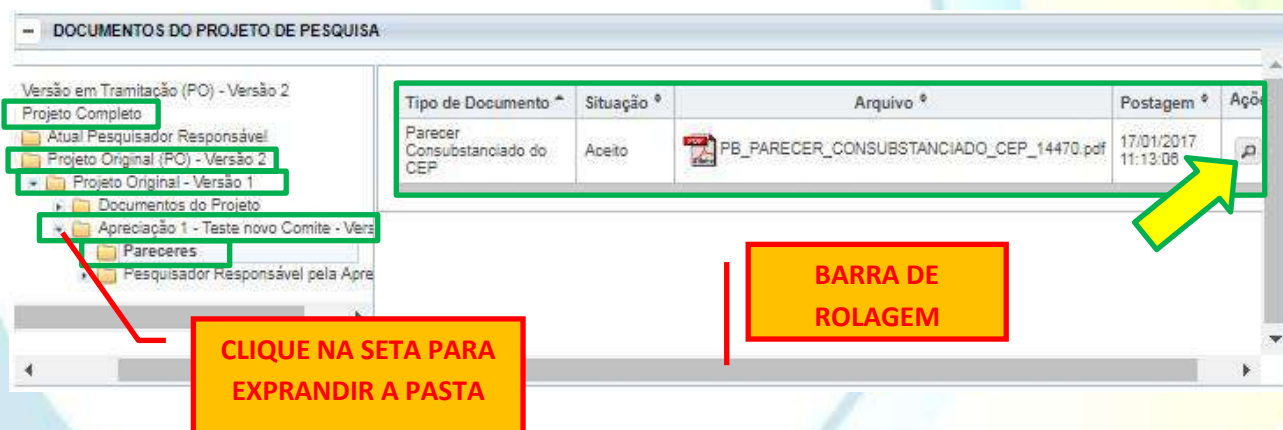 DOCUMENTOS DO PROJETO DE PESQUISA
Versão em Tramitação (PO) - Versão 2
Projeto Completo
Atual Pesquisador Responsável
Projeto Original (PO) - Versão 2
Projeto Original - Versão 1
Documentos do Projeto
Apreciação 1 - Teste novo Comite - Vers
Pareceres
Pesquisador Responsável pela Apre
Tipo de Documento Situação Arquivo Postagem Açõe
Parecer
Consubstanciado do
CEP
Aceito
PB_PARECER_CONSUBSTANCIADO_CEP_14470.pdf
17/01/2017
11:13:06
BARRA DE
ROLAGEM
CLIQUE NA SETA PARA
EXPRANDIR A PASTA